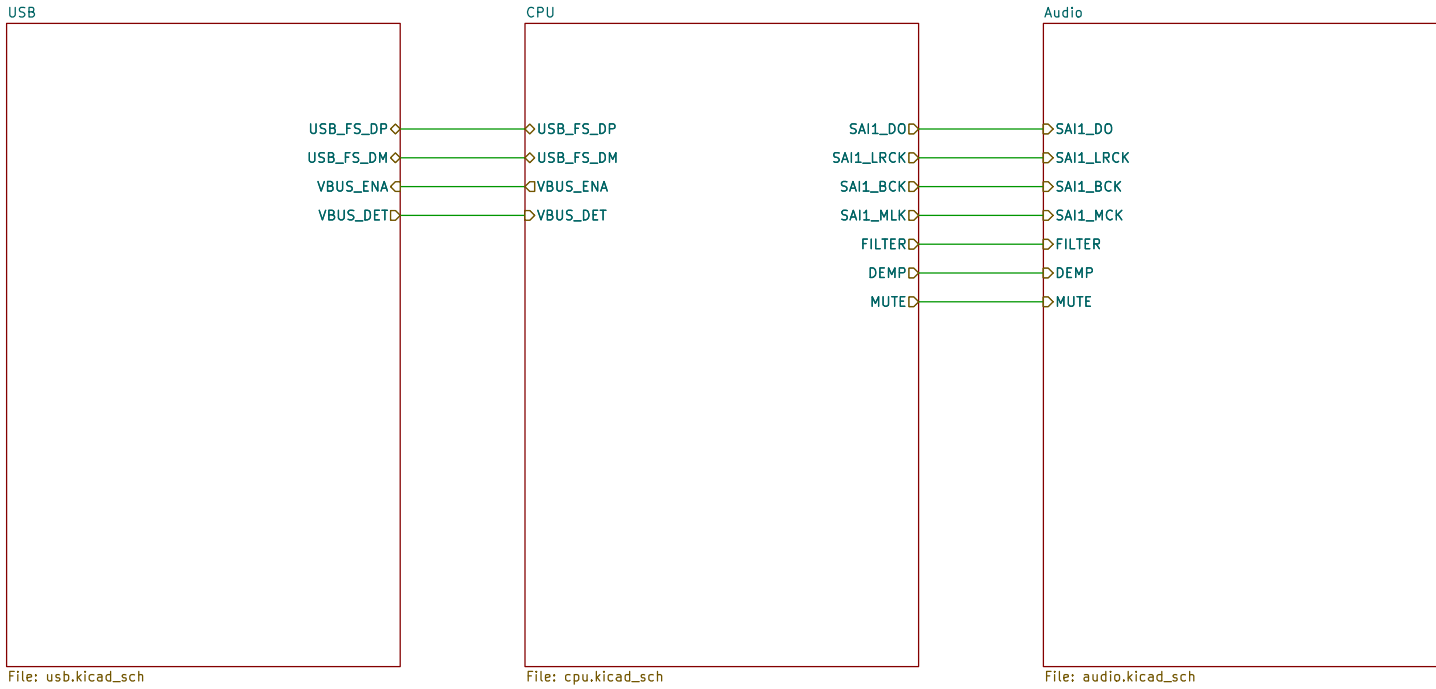 USB
USB_FS_DP
USB_FS_DM
VBUS_ENA
VBUS_DET
File: usb.kicad_sch
CPU
USB_FS_DP
USB_FS_DM
VBUS_ENA
VBUS_DET
SAI1_DO
SAI1_LRCK
SAI1_BCK
SAI1_MLK
FILTER
DEMP
MUTE
File: cpu.kicad_sch
Audio
SAI1_DO
SAI1_LRCK
SAI1_BCK
SAI1_MCK
FILTER
DEMP
MUTE
File: audio.kicad_sch